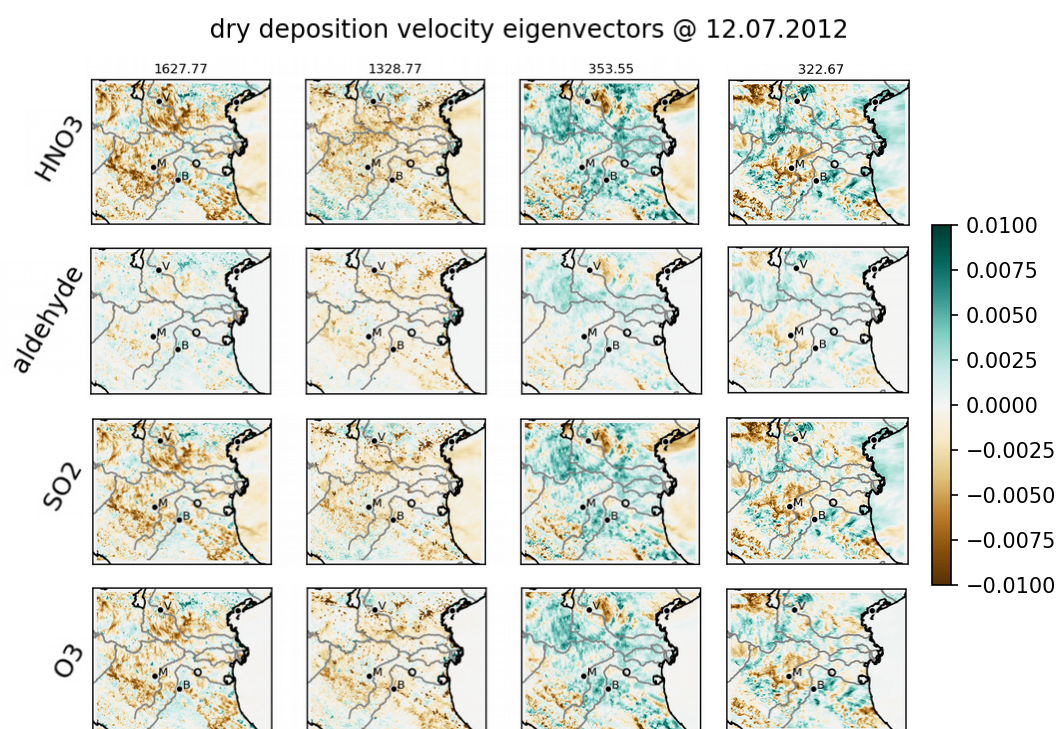 dry deposition velocity eigenvectors @ 12.07.2012
1627.77 1328.77 353.55 322.67
HNO3
V V V V
M M M M
B B B B
0.0100
aldehyde
V V V V
0.0075
0.0050
M M M M
0.0025
B B B B
0.0000
SO2
V V V V
−0.0025
−0.0050
M M M M
B B B B
−0.0075
−0.0100
O3
V V V V
M M M M
B B B B